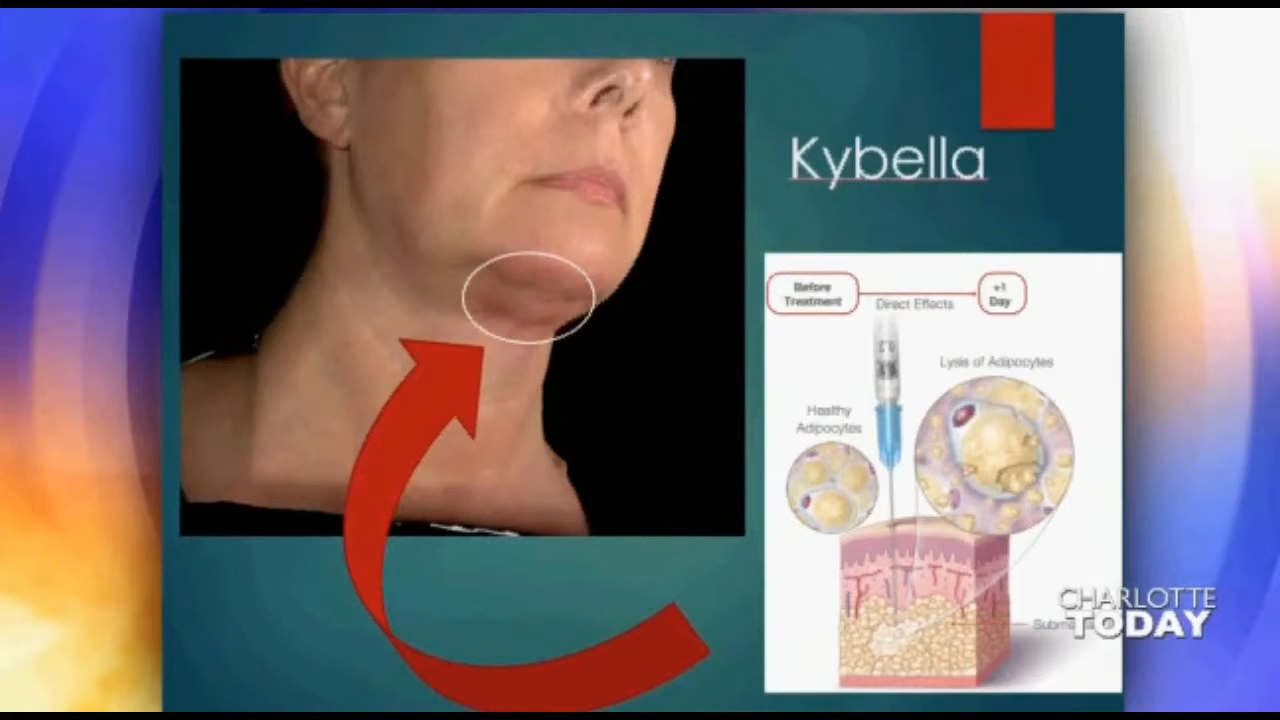 Kybella
Before
Treatment
Direct Effects
+1
Day
Lysis of Adipocytes
Healthy
Adipocytes
CHARLOTTE
TODAY